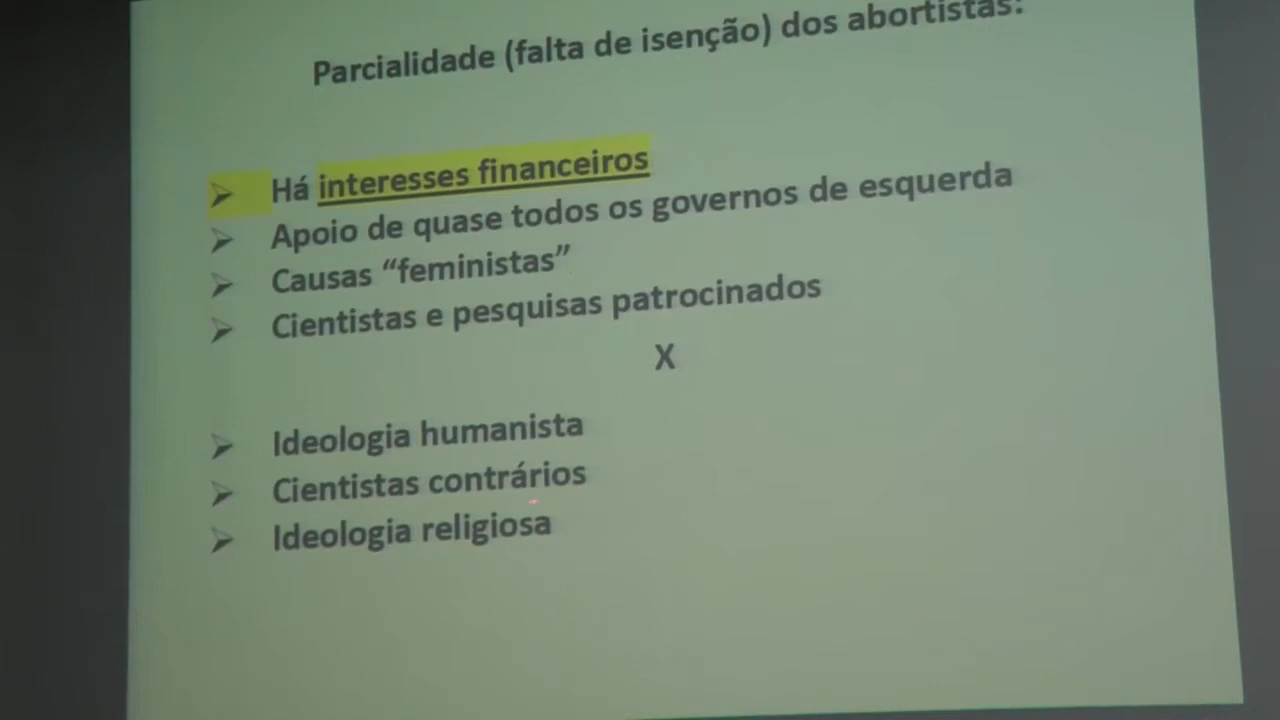 Parcialidade (falta de isenção) dos abortistas:
➢ Há interesses financeiros
➢ Apoio de quase todos os governos de esquerda
➢ Causas “feministas”
➢ Cientistas e pesquisas patrocinados
X
➢ Ideologia humanista
➢ Cientistas contrários
➢ Ideologia religiosa